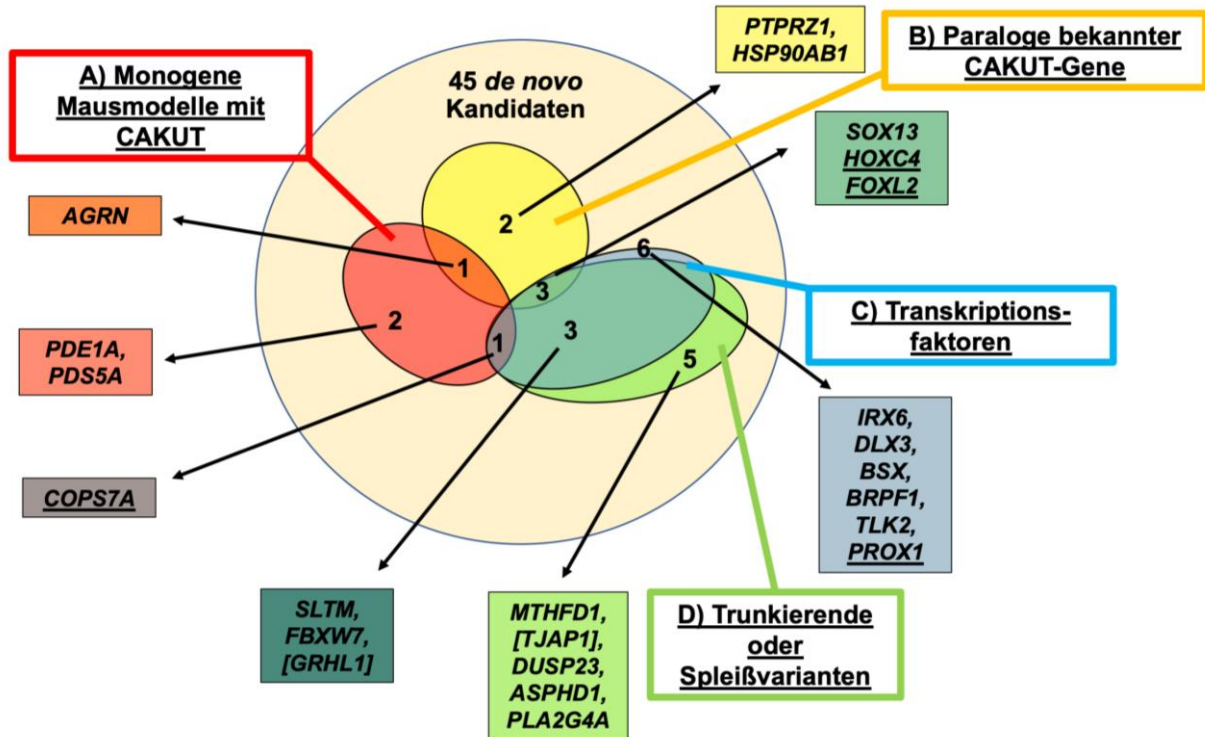 A) Monogene
Mausmodelle mit
CAKUT
45 de novo
Kandidaten
PTPRZ1,
HSP90AB1
B) Paraloge bekannter
CAKUT-Gene
SOX13
HOXC4
FOXL2
AGRN
PDE1A,
PDS5A
COPS7A
2
1
2
1
3
3
6
5
C) Transkriptions-
faktoren
IRX6,
DLX3,
BSX,
BRPF1,
TLK2,
PROX1
SLTM,
FBXW7,
[GRHL1]
MTHFD1,
[TJAP1],
DUSP23,
ASPHD1,
PLA2G4A
D) Trunkierende
oder
Spleißvarianten